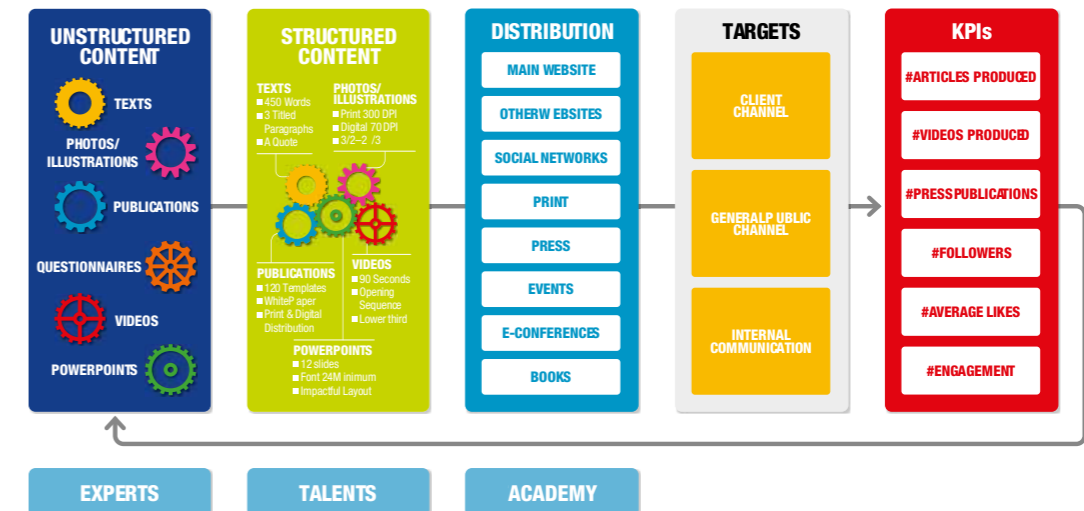 UNSTRUCTURED
CONTENT
TEXTS
PHOTOS/
ILLUSTRATIONS
PUBLICATIONS
QUESTIONNAIRES
VIDEOS
POWERPOINTS
STRUCTURED
CONTENT
TEXTS
■ 450 Words
■ 3 Titled
Paragraphs
■ A Quote
PHOTOS/
ILLUSTRATIONS
■ Print 300 DPI
■ Digital 70 DPI
■ 3/2–2 /3
PUBLICATIONS
■ 120 Templates
■ WhiteP aper
■ Print & Digital
Distribution
VIDEOS
■ 90 Seconds
■ Opening
Sequence
■ Lower third
POWERPOINTS
■ 12 slides
■ Font 24M inimum
■ Impactful Layout
DISTRIBUTION
MAIN WEBSITE
OTHERW EBSITES
SOCIAL NETWORKS
PRINT
PRESS
EVENTS
E-CONFERENCES
BOOKS
TARGETS
CLIENT
CHANNEL
GENERALP UBLIC
CHANNEL
INTERNAL
COMMUNICATION
KPIs
#ARTICLES PRODUCED
#VIDEOS PRODUCED
#PRESS PUBLICATIONS
#FOLLOWERS
#AVERAGE LIKES
#ENGAGEMENT
EXPERTS
TALENTS
ACADEMY